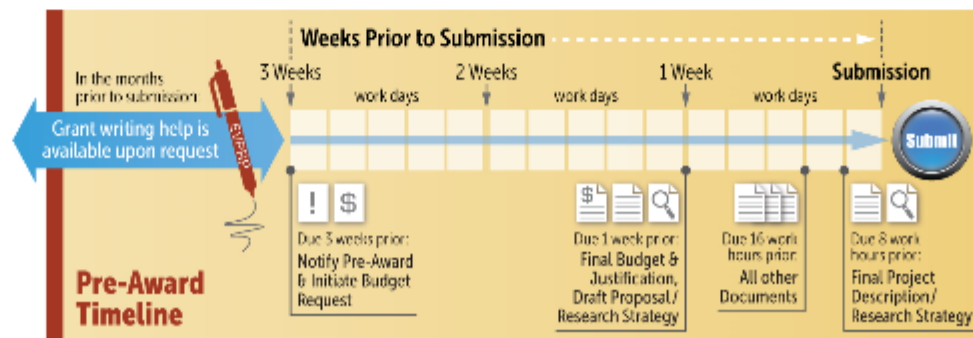 Weeks Prior to Submission
In the months
prior to submission:
3 Weeks
2 Weeks
1 Week
Submission
work days
work days
work days
Grant writing help is
available upon request
Submit
! $
$
Due 3 weeks prior:
Notify Pre-Award
& Initiate Budget
Request
Due 1 week prior:
Final Budget &
Justification,
Draft Proposal/
Research Strategy
Due 16 work
hours prior:
All other
Documents
Due 8 work
hours prior:
Final Project
Description/
Research Strategy
Pre-Award
Timeline